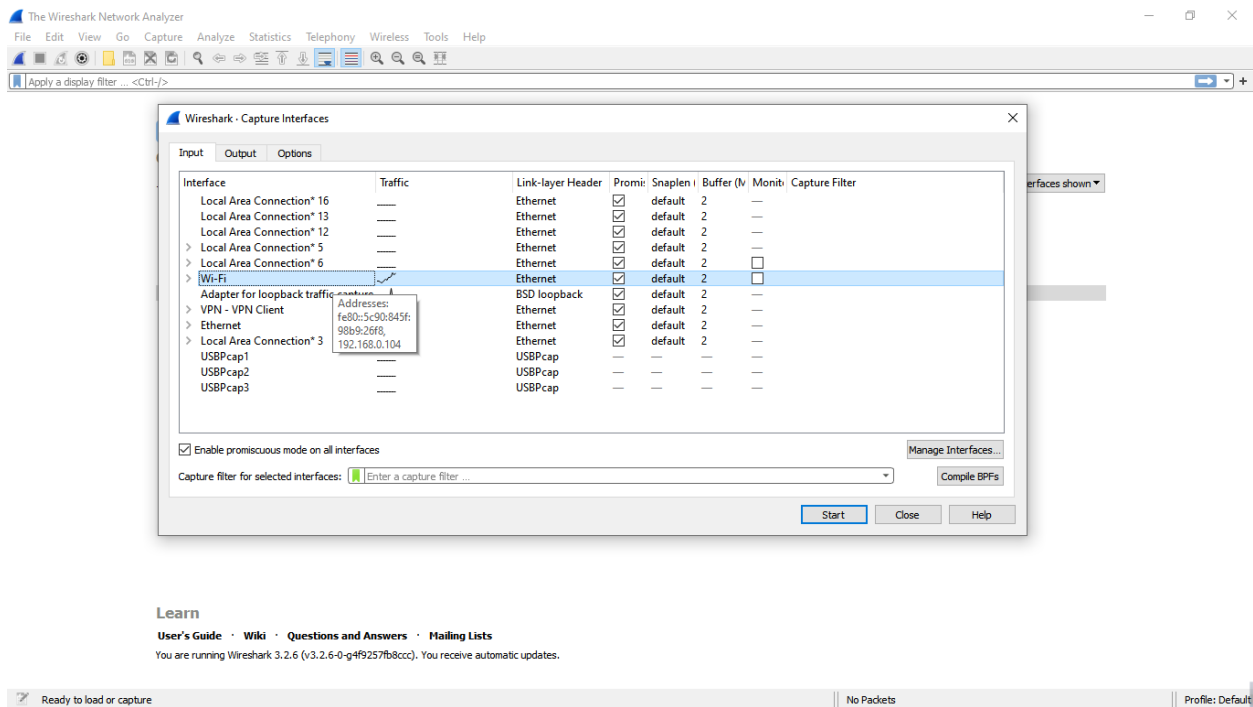 The Wireshark Network Analyzer
File Edit View Go Capture Analyze Statistics Telephony Wireless Tools Help
Apply a display filter ... <Ctrl-/>
+
Wireshark · Capture Interfaces
Input Output Options
erfaces shown
Interface Traffic Link-layer Header Promis Snaplen ( Buffer (M Monit Capture Filter
Local Area Connection* 16 Ethernet default 2 —
Local Area Connection* 13 Ethernet default 2 —
Local Area Connection* 12 Ethernet default 2 —
Local Area Connection* 5 Ethernet default 2 —
Local Area Connection* 6 Ethernet default 2
Wi-Fi Ethernet default 2
Adapter for loopback traffic capture BSD loopback default 2 —
VPN - VPN Client Ethernet default 2 —
Ethernet Ethernet default 2 —
Local Area Connection* 3 Ethernet default 2 —
USBPcap1 USBPcap — — — —
USBPcap2 USBPcap — — — —
USBPcap3 USBPcap — — — —
Addresses:
fe80::5c90:845f:
98b9:26f8,
192.168.0.104
Enable promiscuous mode on all interfaces
Manage Interfaces...
Capture filter for selected interfaces: Enter a capture filter ... Compile BPFs
Start Close Help
Learn
User's Guide · Wiki · Questions and Answers · Mailing Lists
You are running Wireshark 3.2.6 (v3.2.6-0-g4f9257fb8ccc). You receive automatic updates.
Ready to load or capture No Packets Profile: Default